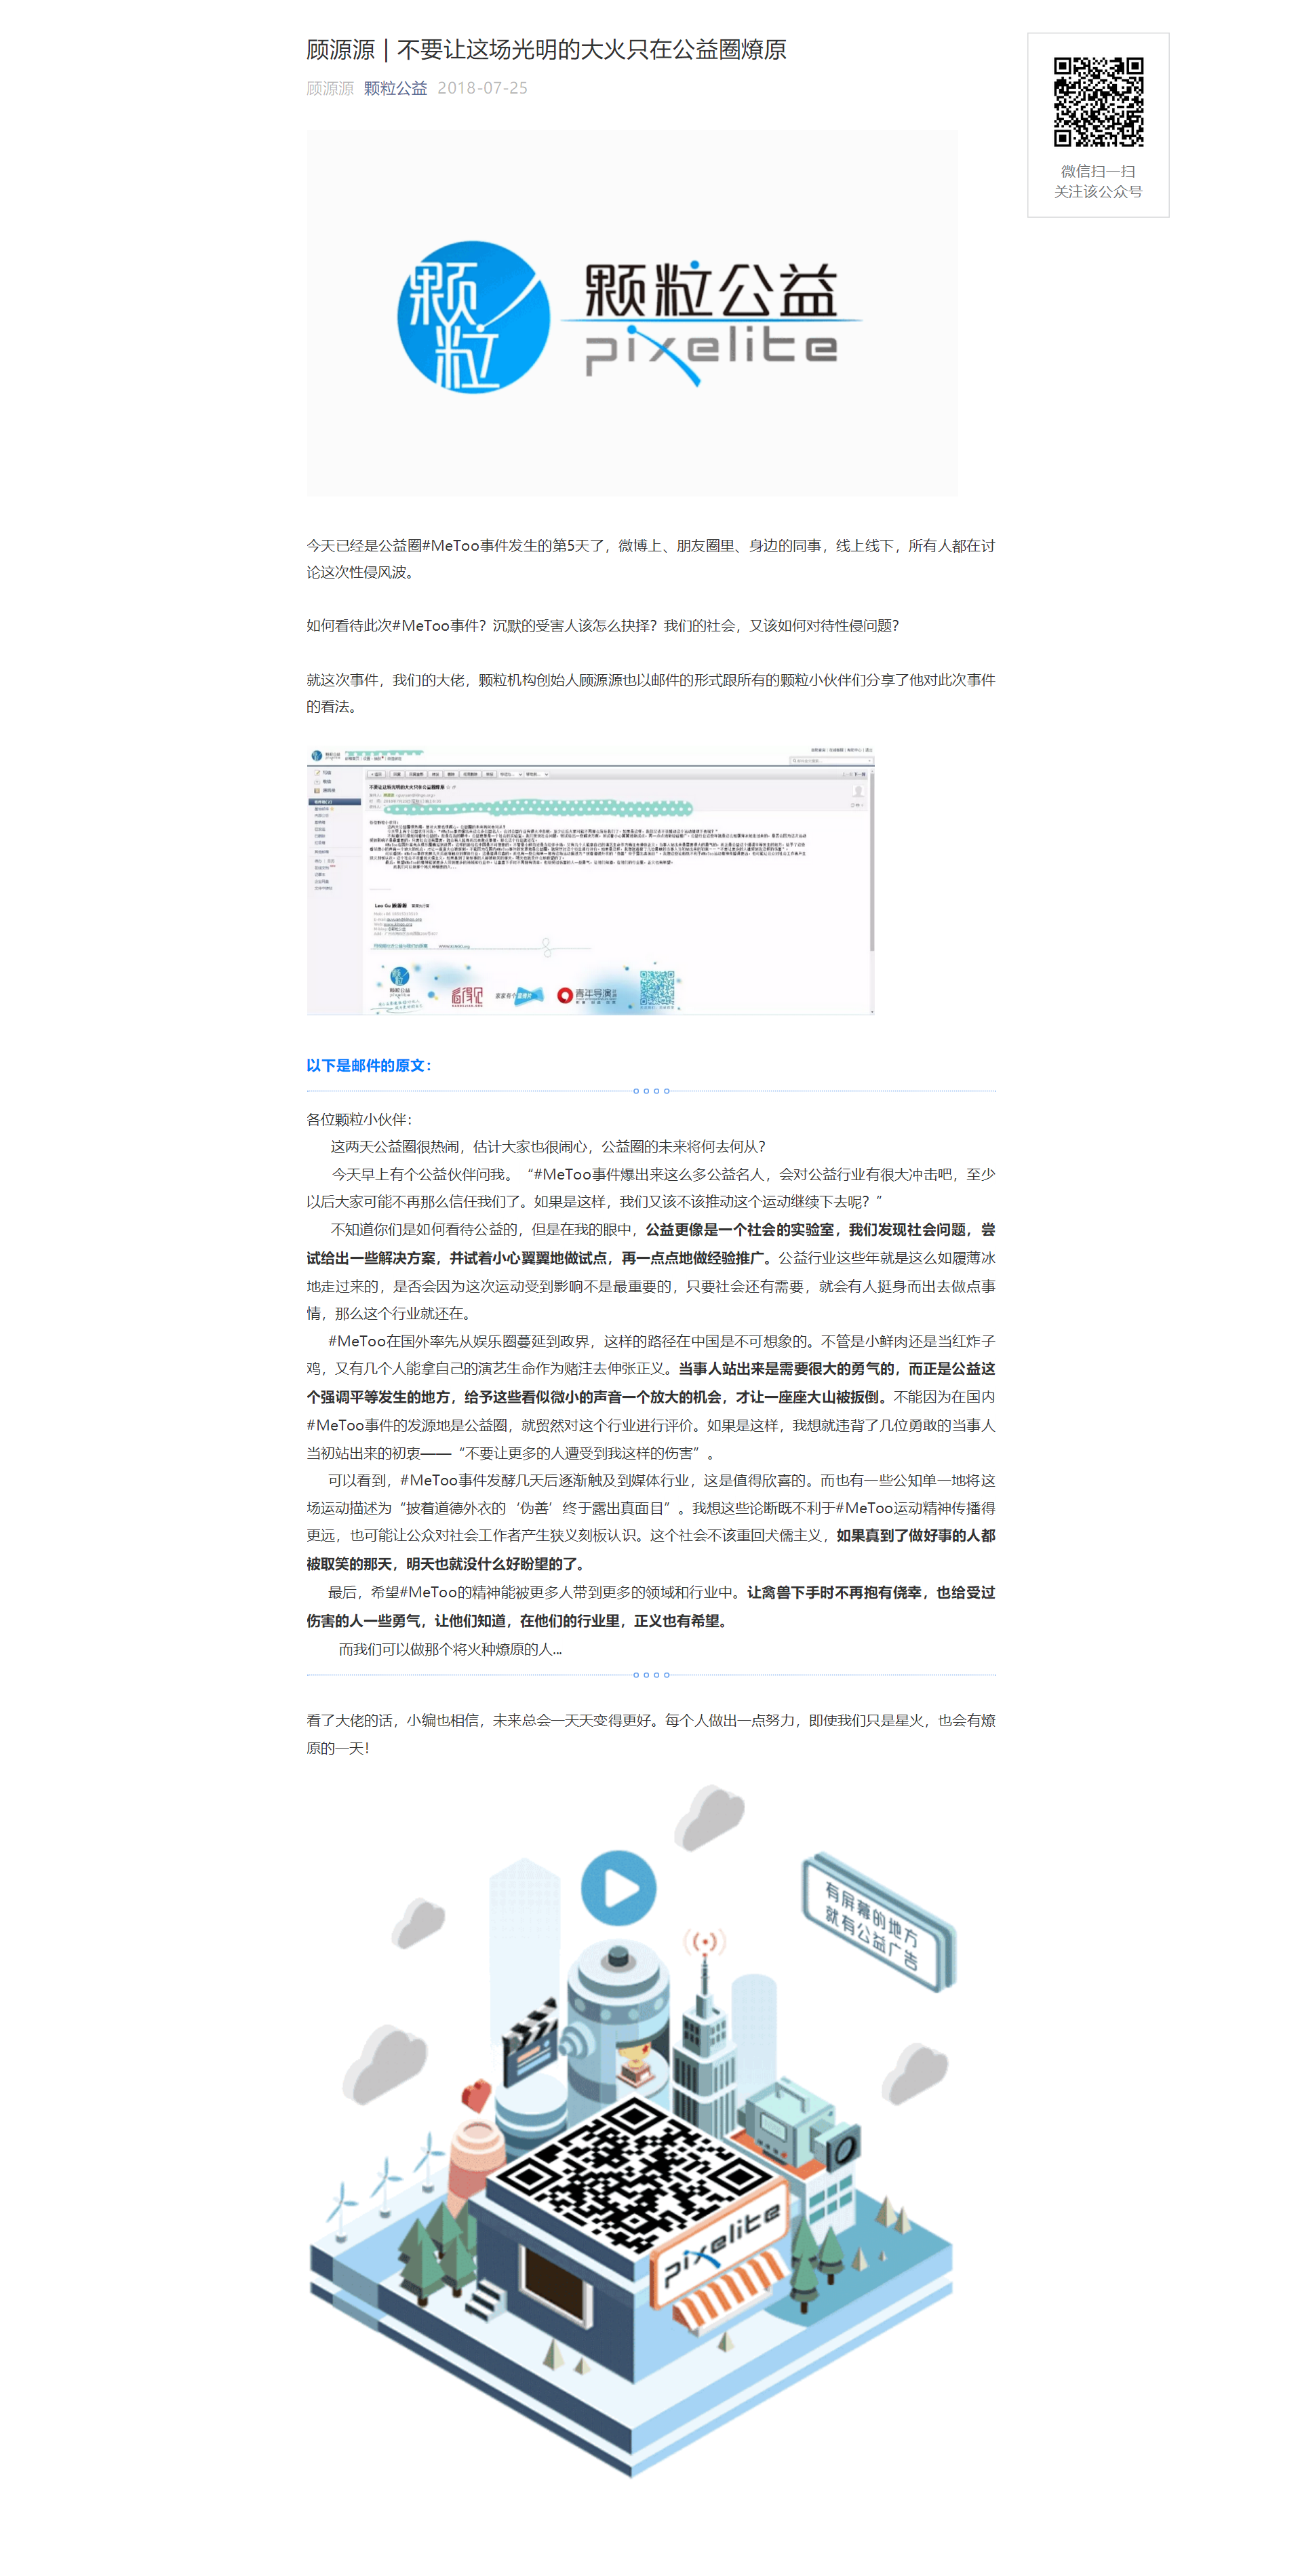 顾源源 | 不要让这场光明的大火只在公益圈燎原
顾源源 颗粒公益 2018-07-25
微信扫一扫
关注该公众号
颗粒
颗粒公益
pixelite
今天已经是公益圈#MeToo事件发生的第5天了，微博上、朋友圈里、身边的同事，线上线下，所有人都在讨
论这次性侵风波。
如何看待此次#MeToo事件？沉默的受害人该怎么抉择？我们的社会，又该如何对待性侵问题？
就这次事件，我们的大佬，颗粒机构创始人顾源源也以邮件的形式跟所有的颗粒小伙伴们分享了他对此次事件
的看法。
不要让这场光明的大火只在公益圈燎原
Leo Gu 顾源源
青年导演
以下是邮件的原文：
各位颗粒小伙伴：
这两天公益圈很热闹，估计大家也很闹心，公益圈的未来将何去何从？
今天早上有个公益伙伴问我。“#MeToo事件爆出来这么多公益名人，会对公益行业有很大冲击吧，至少
以后大家可能不再那么信任我们了。如果是这样，我们又该不该推动这个运动继续下去呢？”
不知道你们是如何看待公益的，但是在我的眼中，公益更像是一个社会的实验室，我们发现社会问题，尝
试给出一些解决方案，并试着小心翼翼地做试点，再一点点地做经验推广。公益行业这些年就是这么如履薄冰
地走过来的，是否会因为这次运动受到影响不是最重要的，只要社会还有需要，就会有人挺身而出去做点事
情，那么这个行业就还在。
#MeToo在国外率先从娱乐圈蔓延到政界，这样的路径在中国是不可想象的。不管是小鲜肉还是当红炸子
鸡，又有几个人能拿自己的演艺生命作为赌注去伸张正义。当事人站出来是需要很大的勇气的，而正是公益这
个强调平等发生的地方，给予这些看似微小的声音一个放大的机会，才让一座座大山被扳倒。不能因为在国内
#MeToo事件的发源地是公益圈，就贸然对这个行业进行评价。如果是这样，我想就违背了几位勇敢的当事人
当初站出来的初衷——“不要让更多的人遭受到我这样的伤害”。
可以看到，#MeToo事件发酵几天后逐渐触及到媒体行业，这是值得欣喜的。而也有一些公知单一地将这
场运动描述为“披着道德外衣的‘伪善’终于露出真面目”。我想这些论断既不利于#MeToo运动精神传播得
更远，也可能让公众对社会工作者产生狭义刻板认识。这个社会不该重回犬儒主义，如果真到了做好事的人都
被取笑的那天，明天也就没什么好盼望的了。
最后，希望#MeToo的精神能被更多人带到更多的领域和行业中。让禽兽下手时不再抱有侥幸，也给受过
伤害的人一些勇气，让他们知道，在他们的行业里，正义也有希望。
而我们可以做那个将火种燎原的人...
看了大佬的话，小编也相信，未来总会一天天变得更好。每个人做出一点努力，即使我们只是星火，也会有燎
原的一天！
有屏幕的地方
就有公益广告
pixelite